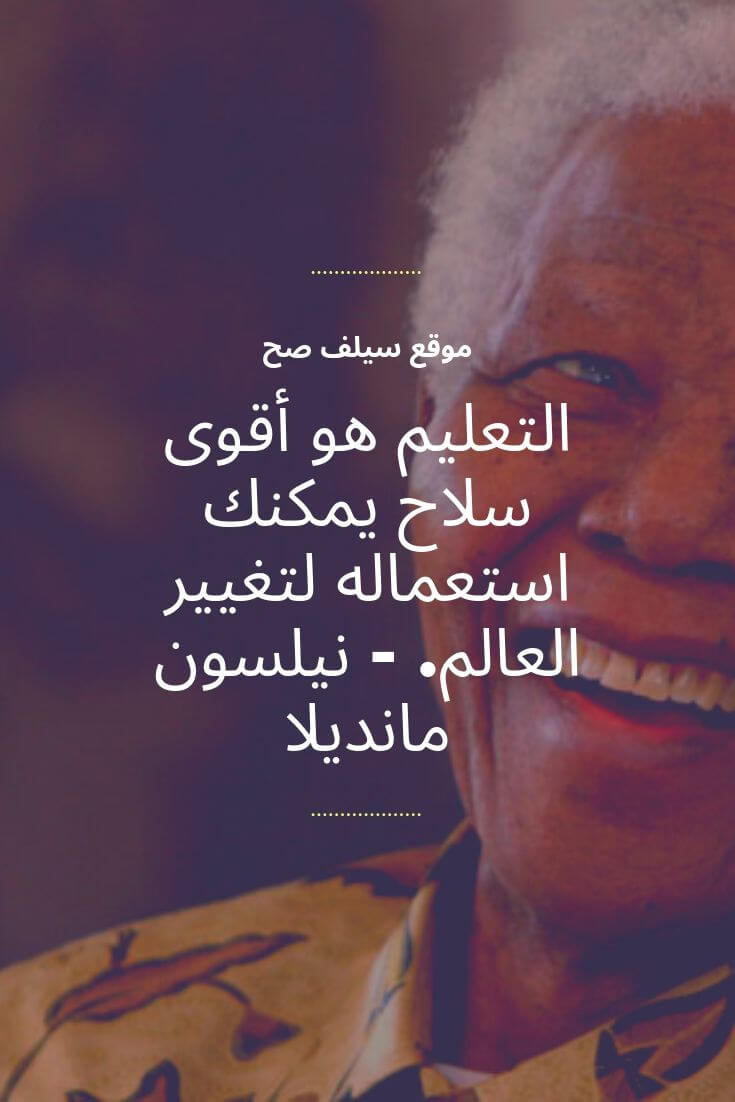 موقع سيلف صح
التعليم هو أقوى
سلاح يمكنك
استعماله لتغيير
العالم. - نيلسون
مانديلا